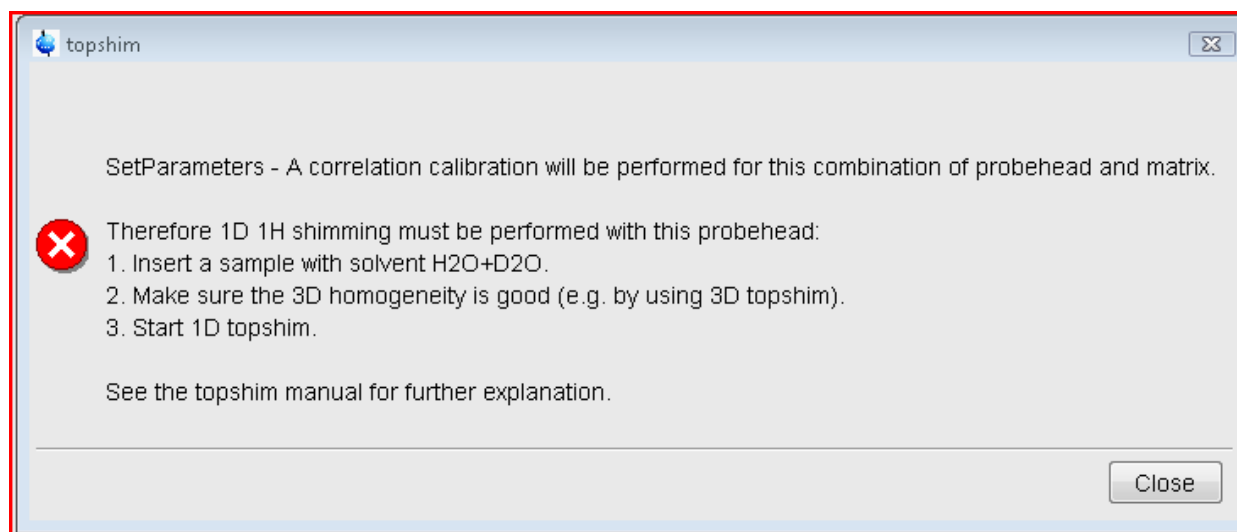 topshim
SetParameters - A correlation calibration will be performed for this combination of probehead and matrix.
Therefore 1D 1H shimming must be performed with this probehead:
1. Insert a sample with solvent H2O+D2O.
2. Make sure the 3D homogeneity is good (e.g. by using 3D topshim).
3. Start 1D topshim.
See the topshim manual for further explanation.
Close